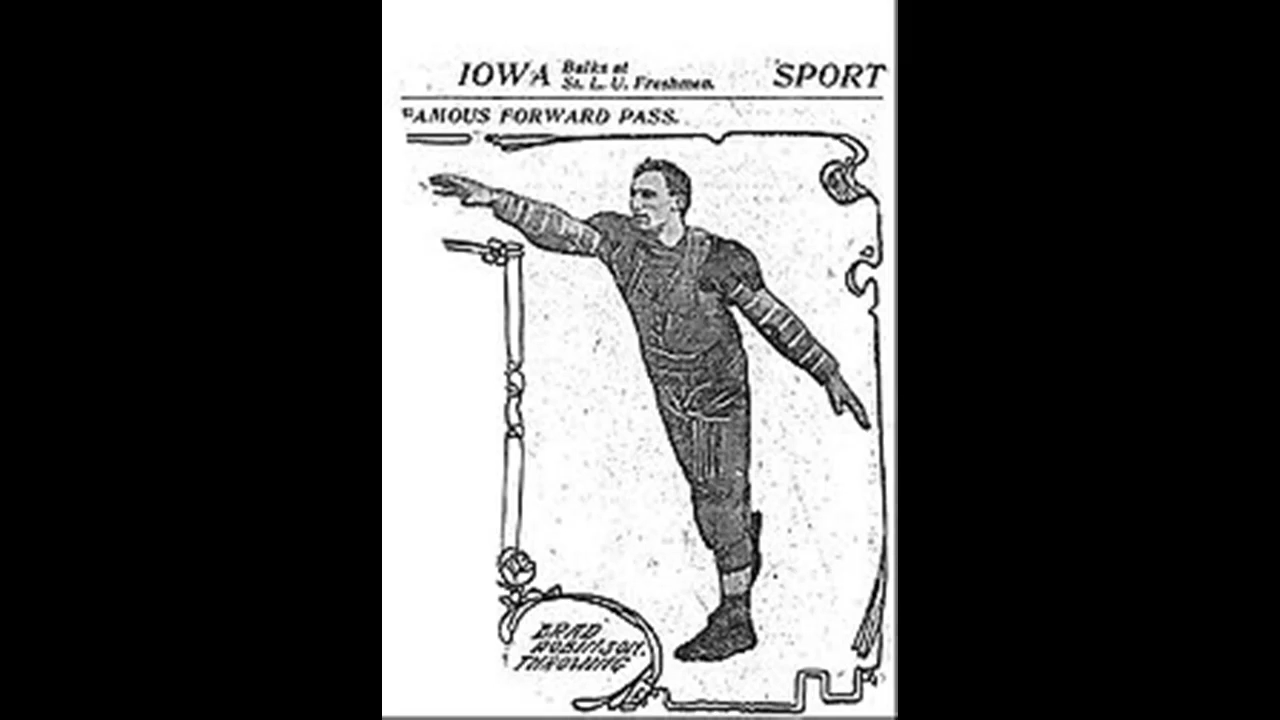 IOWA Balks at
St. L. U. Freshmen.
SPORT
FAMOUS FORWARD PASS.
BRAD
ROBINSON.
THROWING